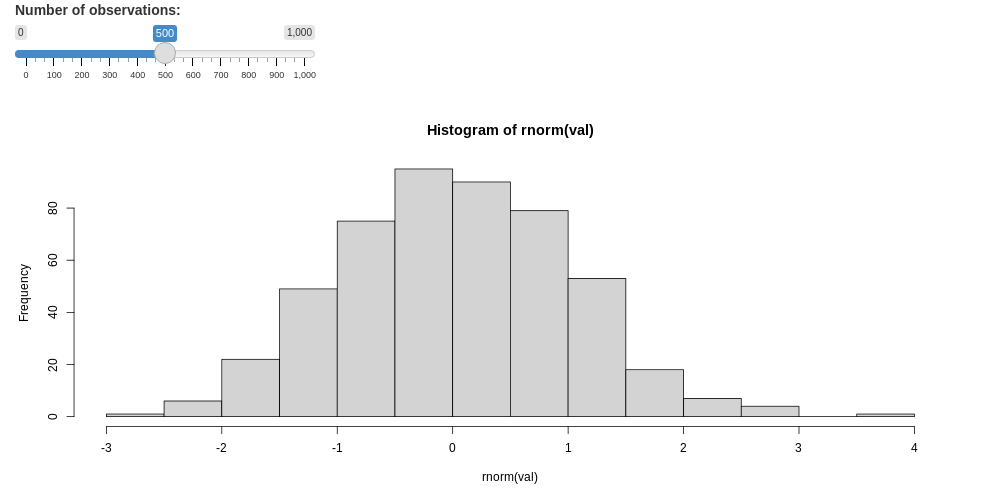 Number of observations:
0 500 1,000
0 100 200 300 400 500 600 700 800 900 1,000
Histogram of rnorm(val)
80
60
40
20
0
Frequency
-3 -2 -1 0 1 2 3 4
rnorm(val)